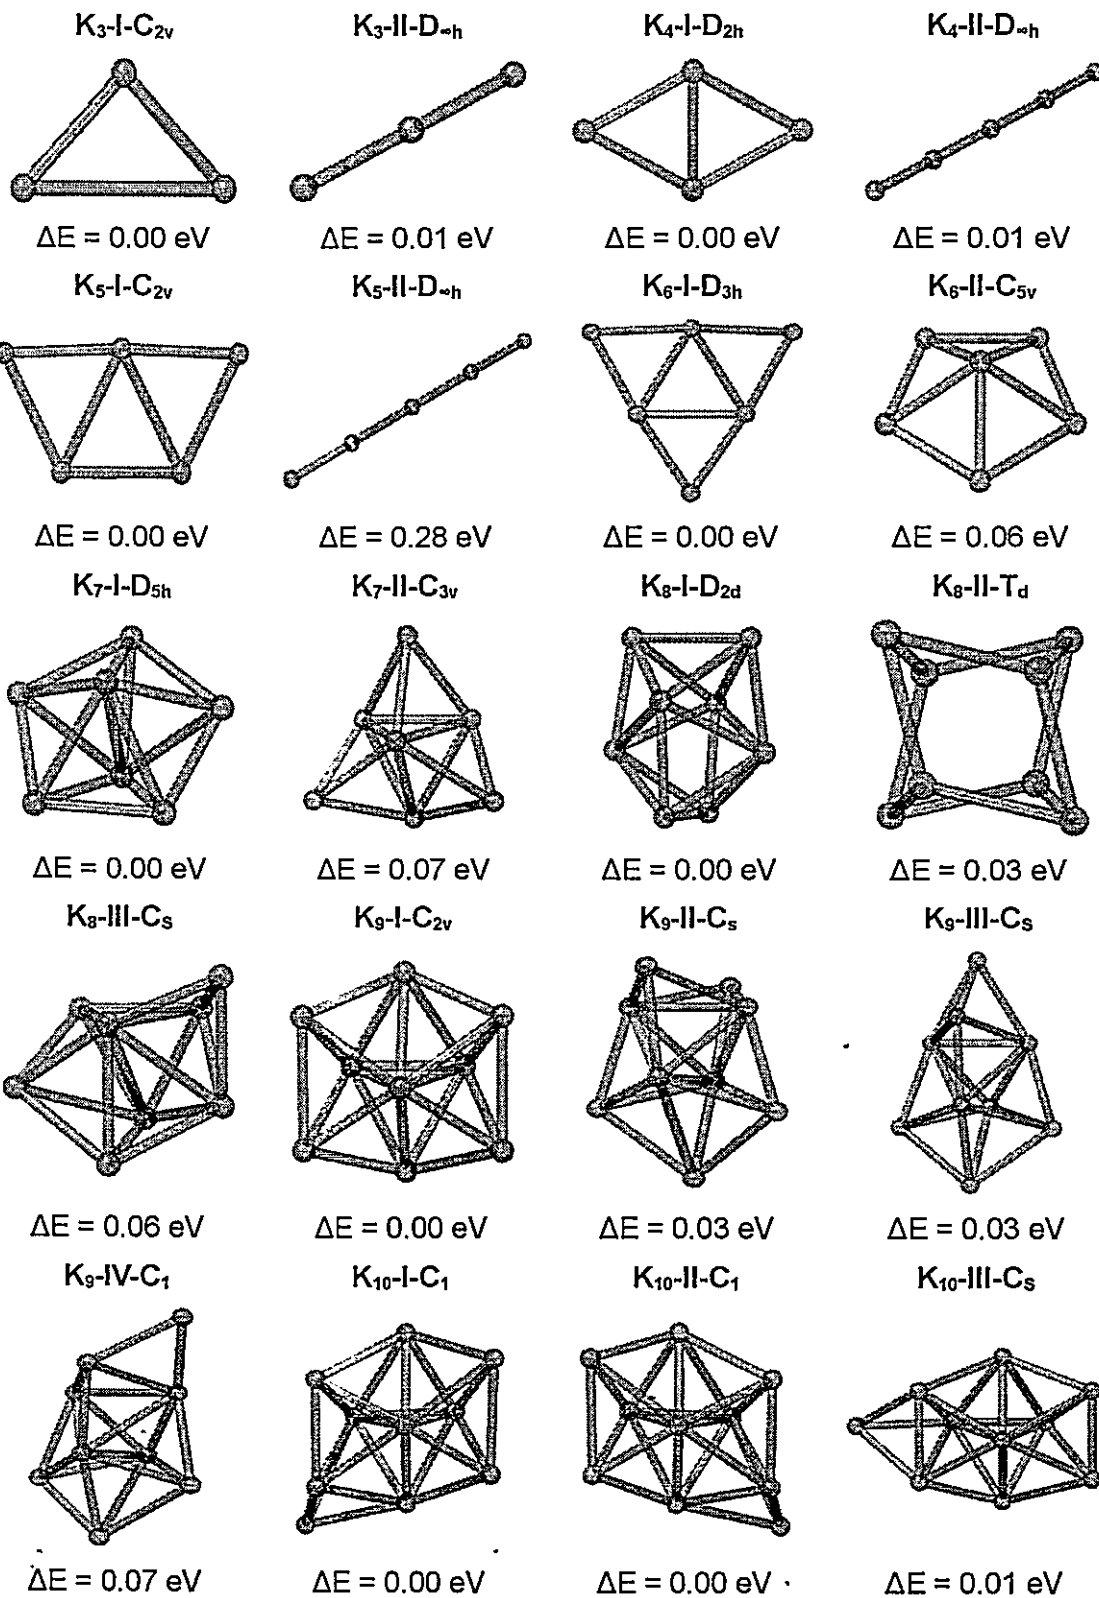 K₃-I-C₂ᵥ K₃-II-D∞ₕ K₄-I-D₂ₕ K₄-II-D∞ₕ
ΔE = 0.00 eV ΔE = 0.01 eV ΔE = 0.00 eV ΔE = 0.01 eV
K₅-I-C₂ᵥ K₅-II-D∞ₕ K₆-I-D₃ₕ K₆-II-C₅ᵥ
ΔE = 0.00 eV ΔE = 0.28 eV ΔE = 0.00 eV ΔE = 0.06 eV
K₇-I-D₅ₕ K₇-II-C₃ᵥ K₈-I-D₂d K₈-II-Td
ΔE = 0.00 eV ΔE = 0.07 eV ΔE = 0.00 eV ΔE = 0.03 eV
K₈-III-CS K₉-I-C₂ᵥ K₉-II-Cₛ K₉-III-CS
ΔE = 0.06 eV ΔE = 0.00 eV ΔE = 0.03 eV ΔE = 0.03 eV
K₉-IV-C₁ K₁₀-I-C₁ K₁₀-II-C₁ K₁₀-III-CS
ΔE = 0.07 eV ΔE = 0.00 eV ΔE = 0.00 eV ΔE = 0.01 eV